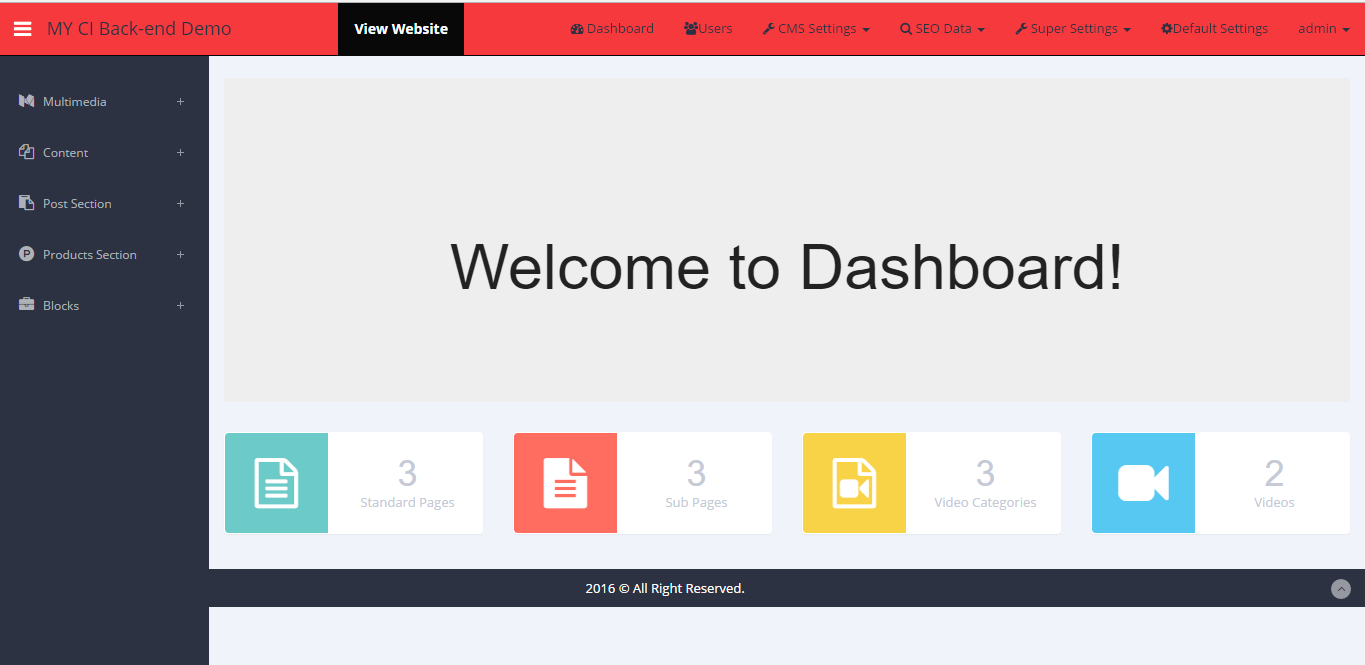 MY CI Back-end Demo View Website Dashboard Users CMS Settings SEO Data Super Settings Default Settings admin
Multimedia +
Content +
Post Section +
P Products Section +
Blocks +
Welcome to Dashboard!
3
Standard Pages
3
Sub Pages
3
Video Categories
2
Videos
2016 © All Right Reserved.